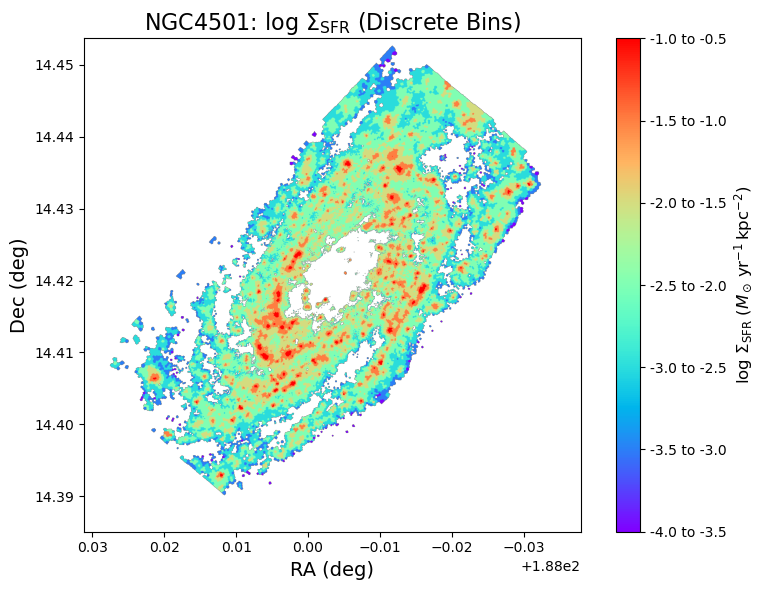 NGC4501: log Σ_SFR (Discrete Bins)
14.45
14.44
14.43
14.42
14.41
14.40
14.39
Dec (deg)
0.03 0.02 0.01 0.00 −0.01 −0.02 −0.03
+1.88e2
RA (deg)
-1.0 to -0.5
-1.5 to -1.0
-2.0 to -1.5
-2.5 to -2.0
-3.0 to -2.5
-3.5 to -3.0
-4.0 to -3.5
log Σ_SFR (M_⊙ yr⁻¹ kpc⁻²)